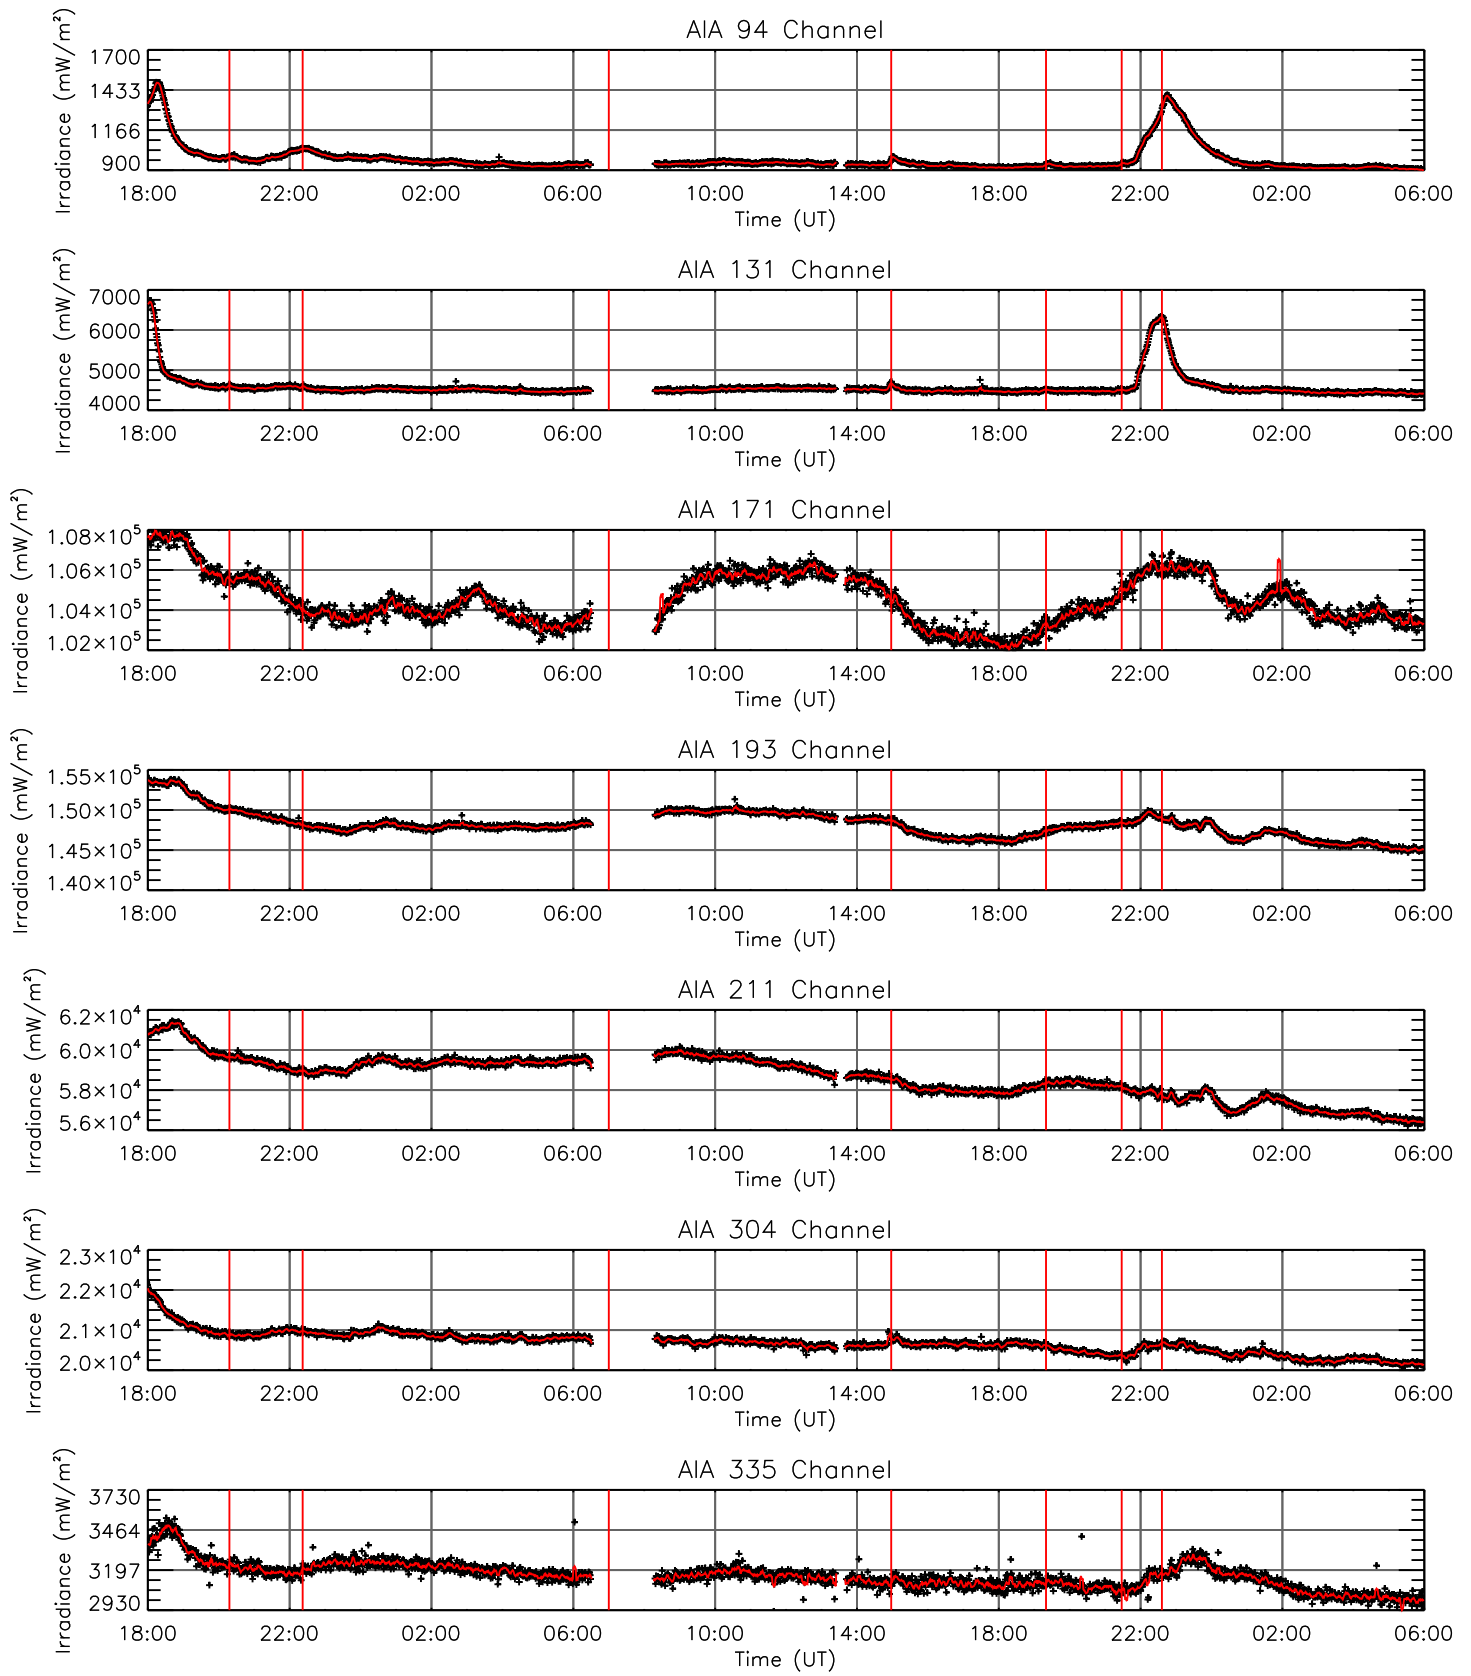 AIA 94 Channel
Irradiance (mW/m²)
1700
1433
1166
900
18:00 22:00 02:00 06:00 10:00 14:00 18:00 22:00 02:00 06:00
Time (UT)
AIA 131 Channel
Irradiance (mW/m²)
7000
6000
5000
4000
18:00 22:00 02:00 06:00 10:00 14:00 18:00 22:00 02:00 06:00
Time (UT)
AIA 171 Channel
Irradiance (mW/m²)
1.08×10⁵
1.06×10⁵
1.04×10⁵
1.02×10⁵
18:00 22:00 02:00 06:00 10:00 14:00 18:00 22:00 02:00 06:00
Time (UT)
AIA 193 Channel
Irradiance (mW/m²)
1.55×10⁵
1.50×10⁵
1.45×10⁵
1.40×10⁵
18:00 22:00 02:00 06:00 10:00 14:00 18:00 22:00 02:00 06:00
Time (UT)
AIA 211 Channel
Irradiance (mW/m²)
6.2×10⁴
6.0×10⁴
5.8×10⁴
5.6×10⁴
18:00 22:00 02:00 06:00 10:00 14:00 18:00 22:00 02:00 06:00
Time (UT)
AIA 304 Channel
Irradiance (mW/m²)
2.3×10⁴
2.2×10⁴
2.1×10⁴
2.0×10⁴
18:00 22:00 02:00 06:00 10:00 14:00 18:00 22:00 02:00 06:00
Time (UT)
AIA 335 Channel
Irradiance (mW/m²)
3730
3464
3197
2930
18:00 22:00 02:00 06:00 10:00 14:00 18:00 22:00 02:00 06:00
Time (UT)